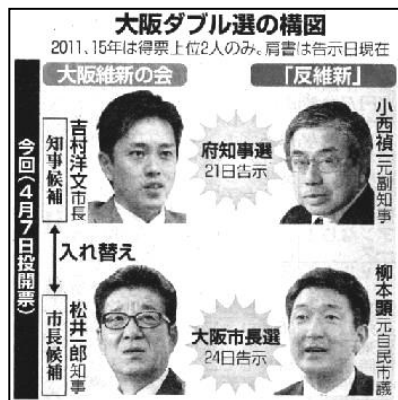 大阪ダブル選の構図
2011、15年は得票上位2人のみ。肩書は告示日現在
大阪維新の会
「反維新」
今回(4月7日投開票)
知事候補
吉村洋文市長
府知事選
21日告示
小西禎一元副知事
入れ替え
市長候補
松井一郎知事
大阪市長選
24日告示
柳本顕元自民市議